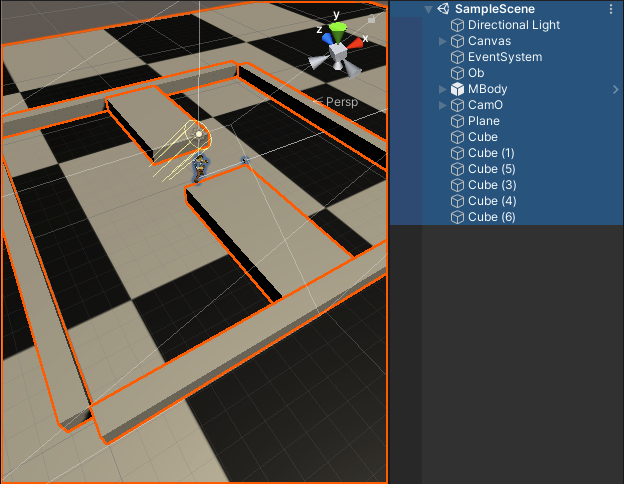 y
z
x
Persp
SampleScene
Directional Light
Canvas
EventSystem
Ob
MBody
CamO
Plane
Cube
Cube (1)
Cube (5)
Cube (3)
Cube (4)
Cube (6)